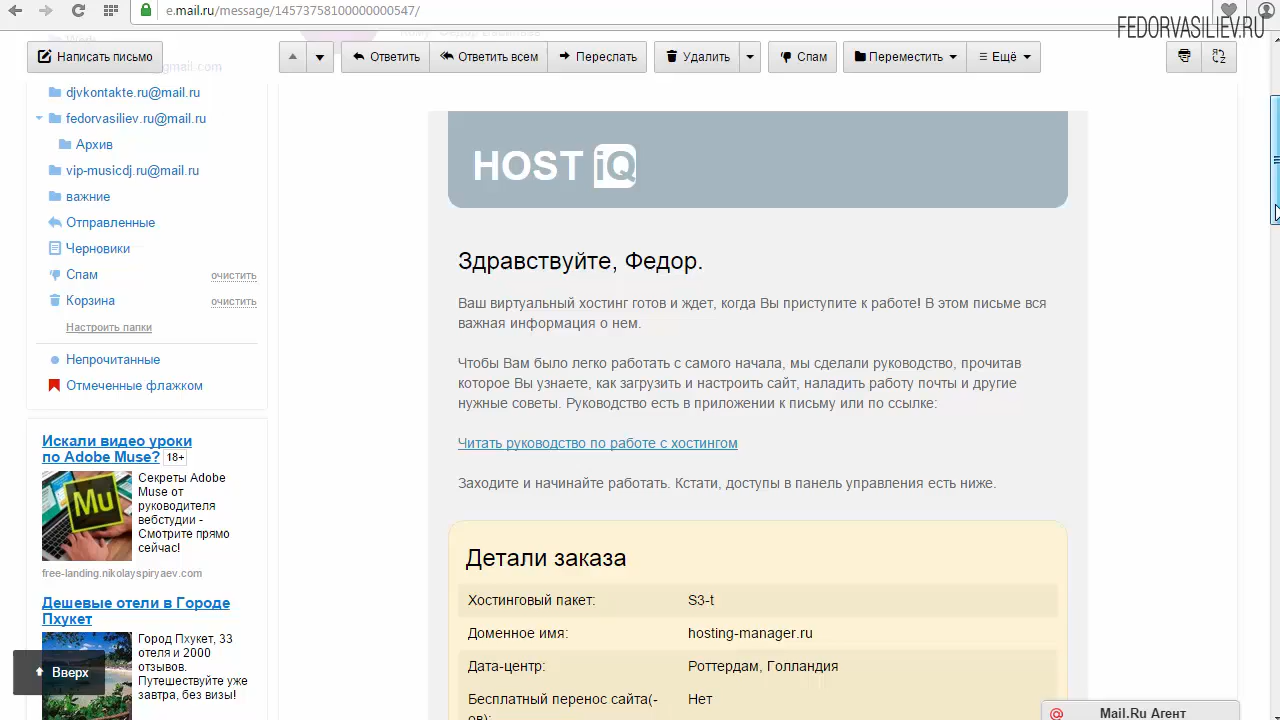 e.mail.ru/message/14573758100000000547/
FEDORVASILIEV.RU
Написать письмо
Ответить
Ответить всем
Переслать
Удалить
Спам
Переместить
Ещё
@gmail.com
djvkontakte.ru@mail.ru
fedorvasiliev.ru@mail.ru
Архив
vip-musicdj.ru@mail.ru
важние
Отправленные
Черновики
Спам
очистить
Корзина
очистить
Настроить папки
Непрочитанные
Отмеченные флажком
Искали видео уроки
по Adobe Muse? 18+
Mu
Секреты Adobe
Muse от
руководителя
вебстудии -
Смотрите прямо
сейчас!
free-landing.nikolayspiryaev.com
Дешевые отели в Городе
Пхукет
Город Пхукет, 33
отеля и 2000
отзывов.
Путешествуйте уже
завтра, без визы!
Вверх
HOST iQ
Здравствуйте, Федор.
Ваш виртуальный хостинг готов и ждет, когда Вы приступите к работе! В этом письме вся
важная информация о нем.
Чтобы Вам было легко работать с самого начала, мы сделали руководство, прочитав
которое Вы узнаете, как загрузить и настроить сайт, наладить работу почты и другие
нужные советы. Руководство есть в приложении к письму или по ссылке:
Читать руководство по работе с хостингом
Заходите и начинайте работать. Кстати, доступы в панель управления есть ниже.
Детали заказа
Хостинговый пакет: S3-t
Доменное имя: hosting-manager.ru
Дата-центр: Роттердам, Голландия
Бесплатный перенос сайта(- Нет
ов):
Mail.Ru Агент